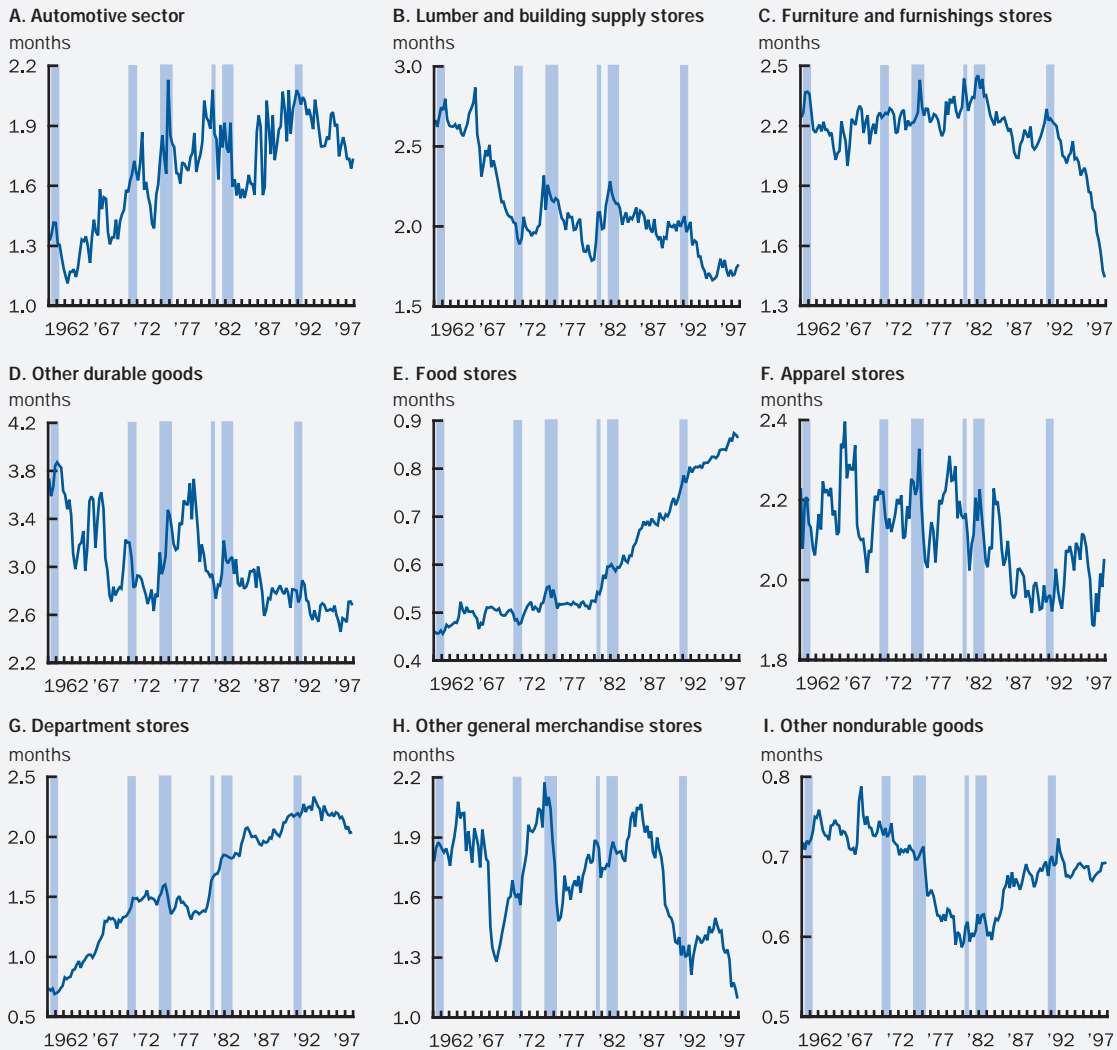 A. Automotive sector
months
2.2
1.9
1.6
1.3
1.0
1962 '67 '72 '77 '82 '87 '92 '97
B. Lumber and building supply stores
months
3.0
2.5
2.0
1.5
1962 '67 '72 '77 '82 '87 '92 '97
C. Furniture and furnishings stores
months
2.5
2.2
1.9
1.6
1.3
1962 '67 '72 '77 '82 '87 '92 '97
D. Other durable goods
months
4.2
3.8
3.4
3.0
2.6
2.2
1962 '67 '72 '77 '82 '87 '92 '97
E. Food stores
months
0.9
0.8
0.7
0.6
0.5
0.4
1962 '67 '72 '77 '82 '87 '92 '97
F. Apparel stores
months
2.4
2.2
2.0
1.8
1962 '67 '72 '77 '82 '87 '92 '97
G. Department stores
months
2.5
2.0
1.5
1.0
0.5
1962 '67 '72 '77 '82 '87 '92 '97
H. Other general merchandise stores
months
2.2
1.9
1.6
1.3
1.0
1962 '67 '72 '77 '82 '87 '92 '97
I. Other nondurable goods
months
0.8
0.7
0.6
0.5
1962 '67 '72 '77 '82 '87 '92 '97